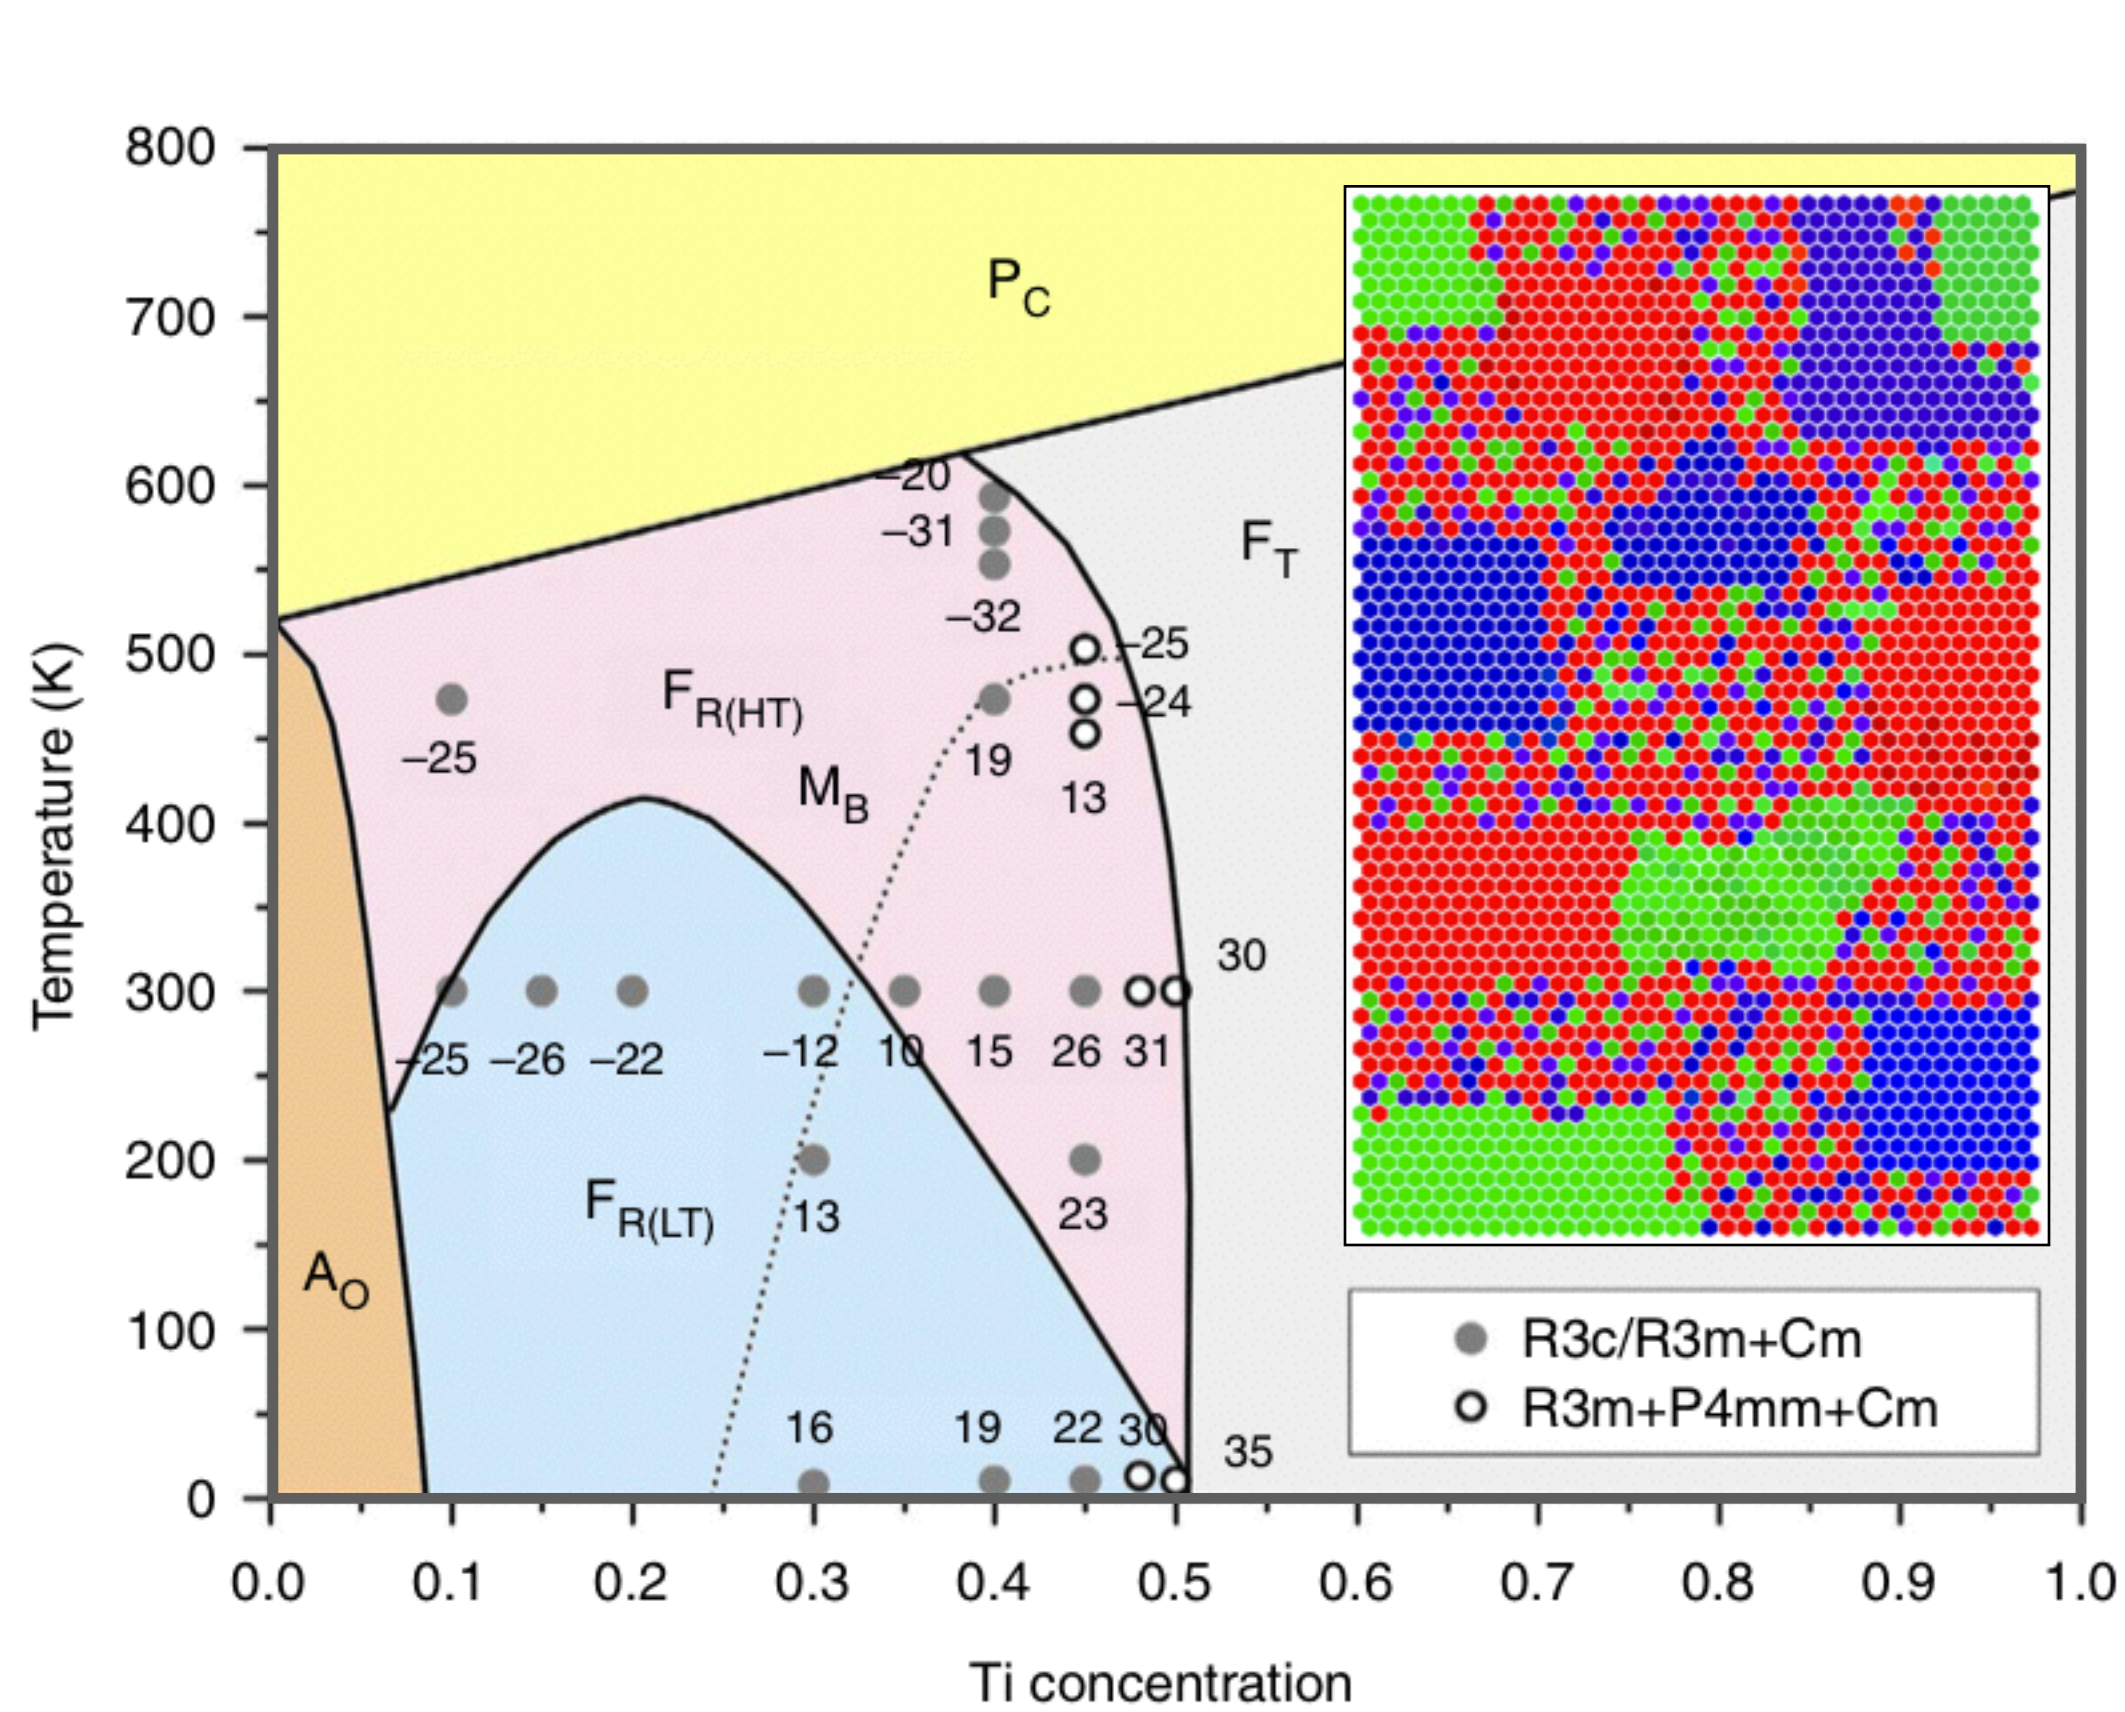 800
700
600
500
400
300
200
100
0
Temperature (K)
P_C
–20
–31
F_T
–32
–25
F_R(HT)
–24
–25
19
M_B
13
30
–25 –26 –22 –12 10 15 26 31
F_R(LT)
13 23
A_O
R3c/R3m+Cm
R3m+P4mm+Cm
16 19 22 30 35
0.0 0.1 0.2 0.3 0.4 0.5 0.6 0.7 0.8 0.9 1.0
Ti concentration